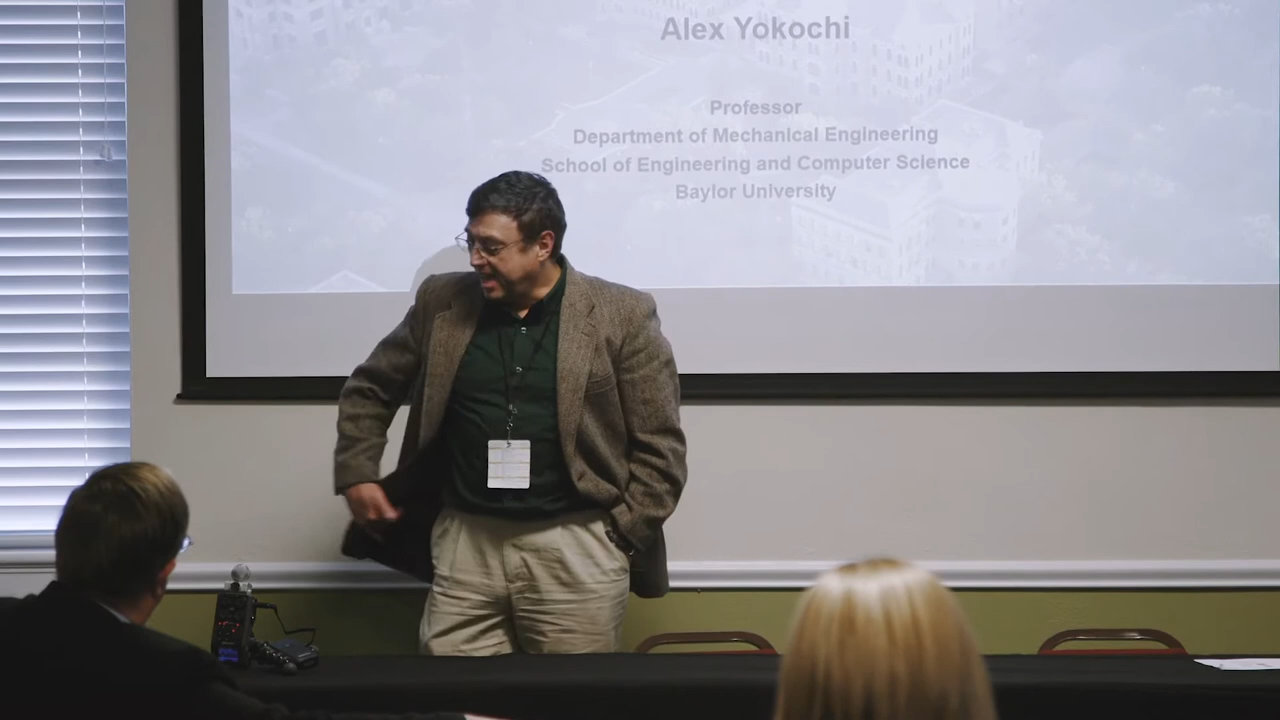 Alex Yokochi
Professor
Department of Mechanical Engineering
School of Engineering and Computer Science
Baylor University